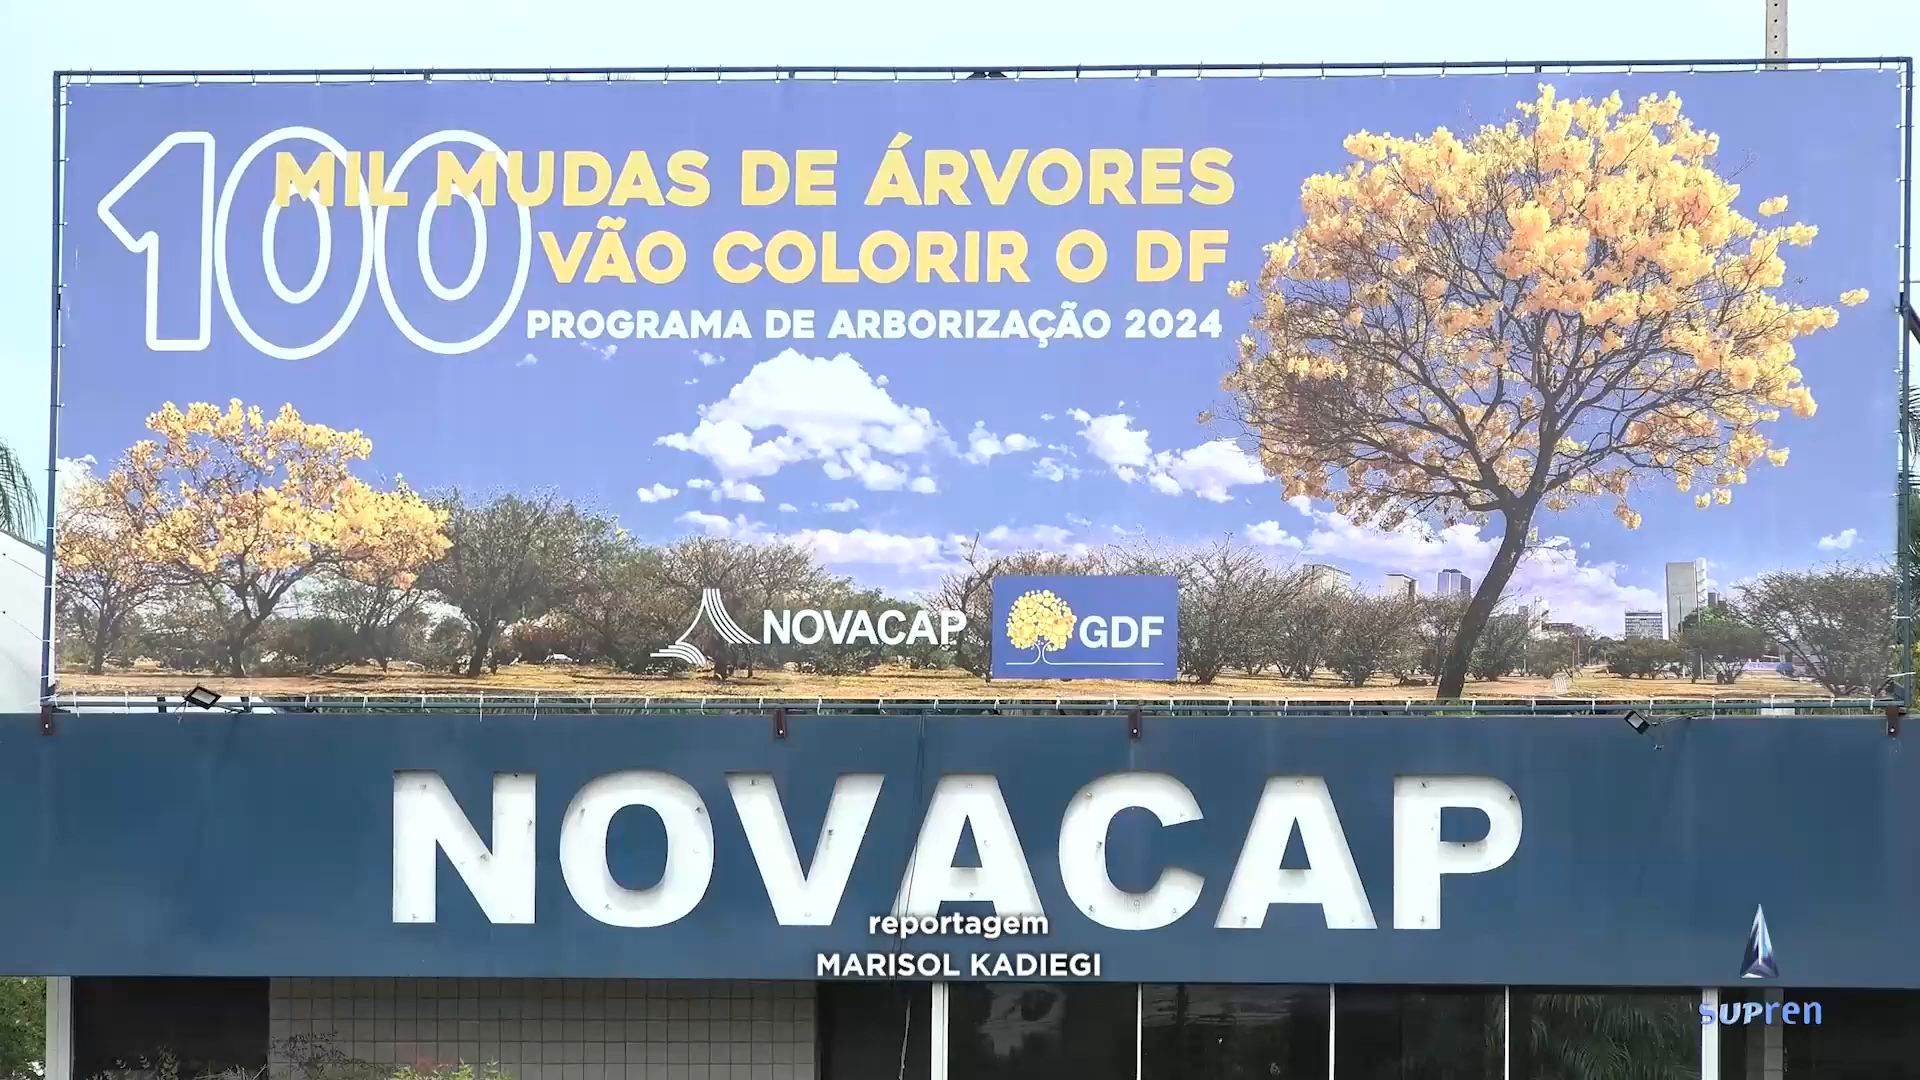 100 MIL MUDAS DE ÁRVORES
VÃO COLORIR O DF
PROGRAMA DE ARBORIZAÇÃO 2024
NOVACAP
GDF
NOVACAP
reportagem
MARISOL KADIEGI
supren